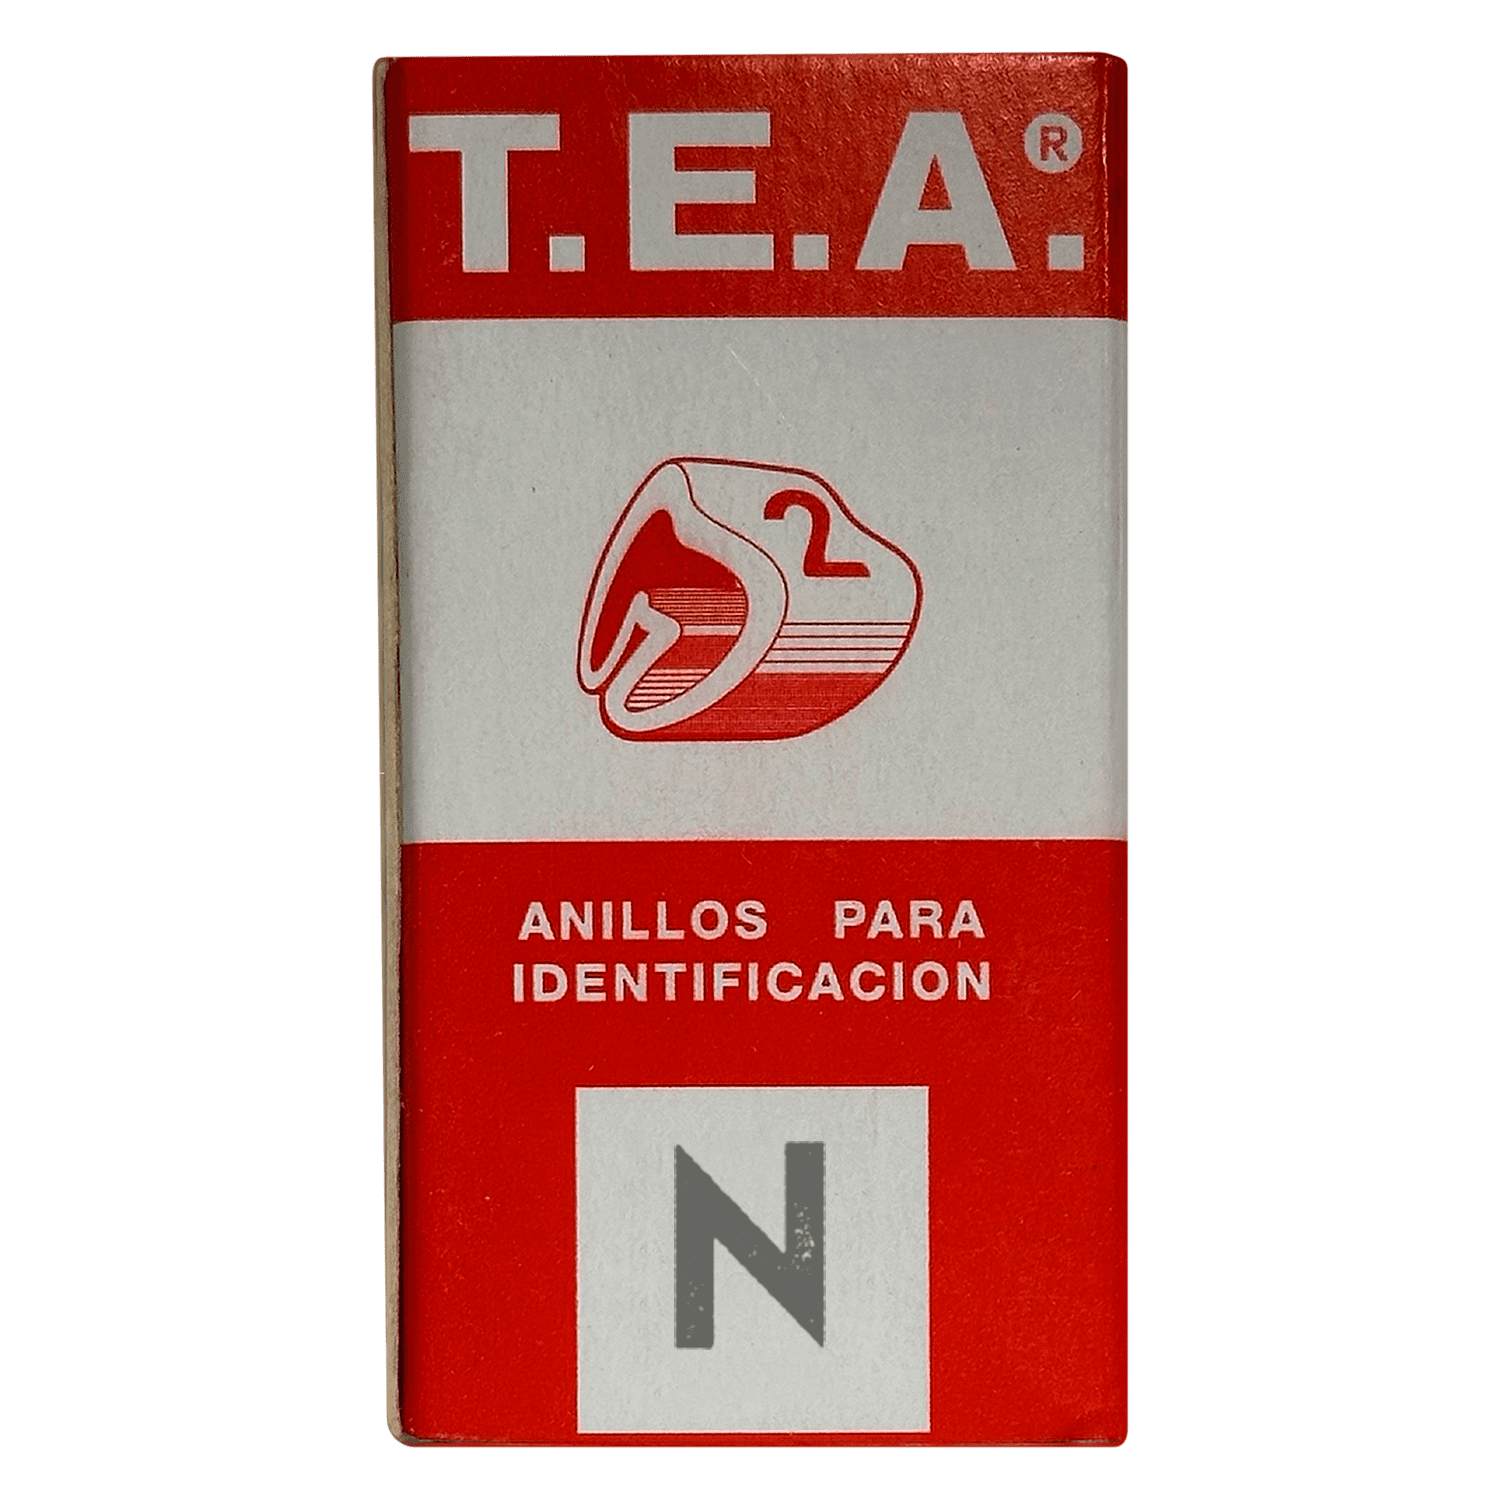 T.E.A.®
2
ANILLOS PARA
IDENTIFICACION
N